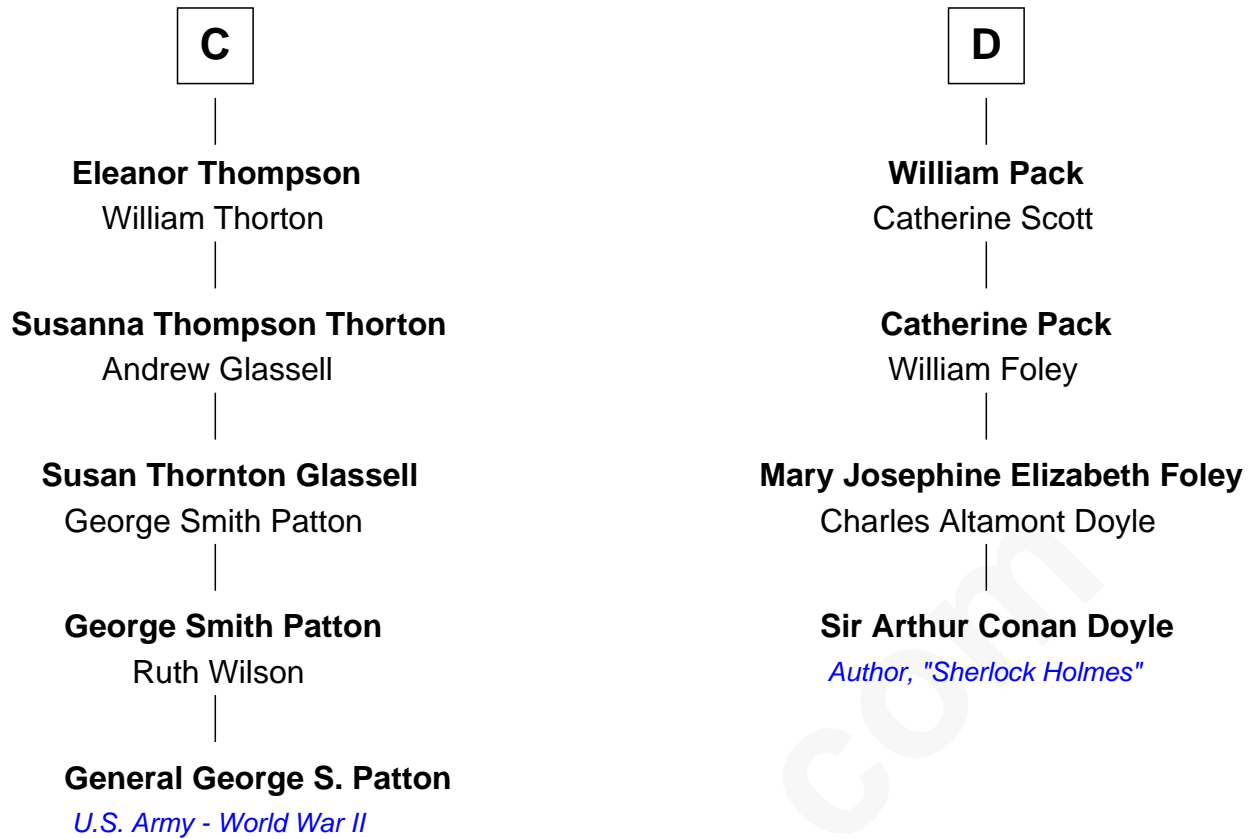 C
Eleanor Thompson
William Thorton
Susanna Thompson Thorton
Andrew Glassell
Susan Thornton Glassell
George Smith Patton
George Smith Patton
Ruth Wilson
General George S. Patton
U.S. Army - World War II
D
William Pack
Catherine Scott
Catherine Pack
William Foley
Mary Josephine Elizabeth Foley
Charles Altamont Doyle
Sir Arthur Conan Doyle
Author, "Sherlock Holmes"
com